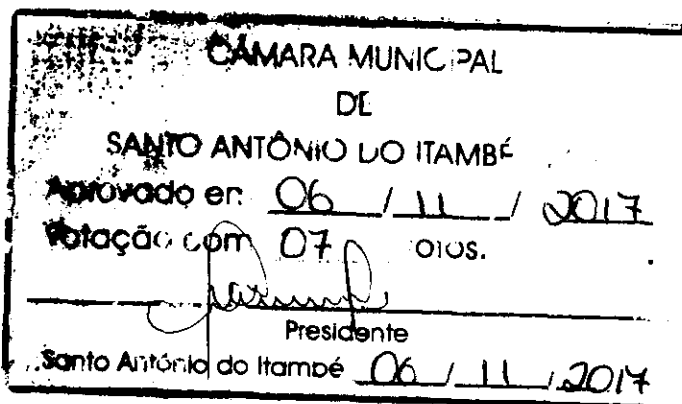 CÂMARA MUNICIPAL
DE
SANTO ANTÔNIO DO ITAMBÉ
Aprovado em 06 / 11 / 2017
Votação com 07 votos.
Presidente
Santo Antônio do Itambé 06 / 11 / 2017